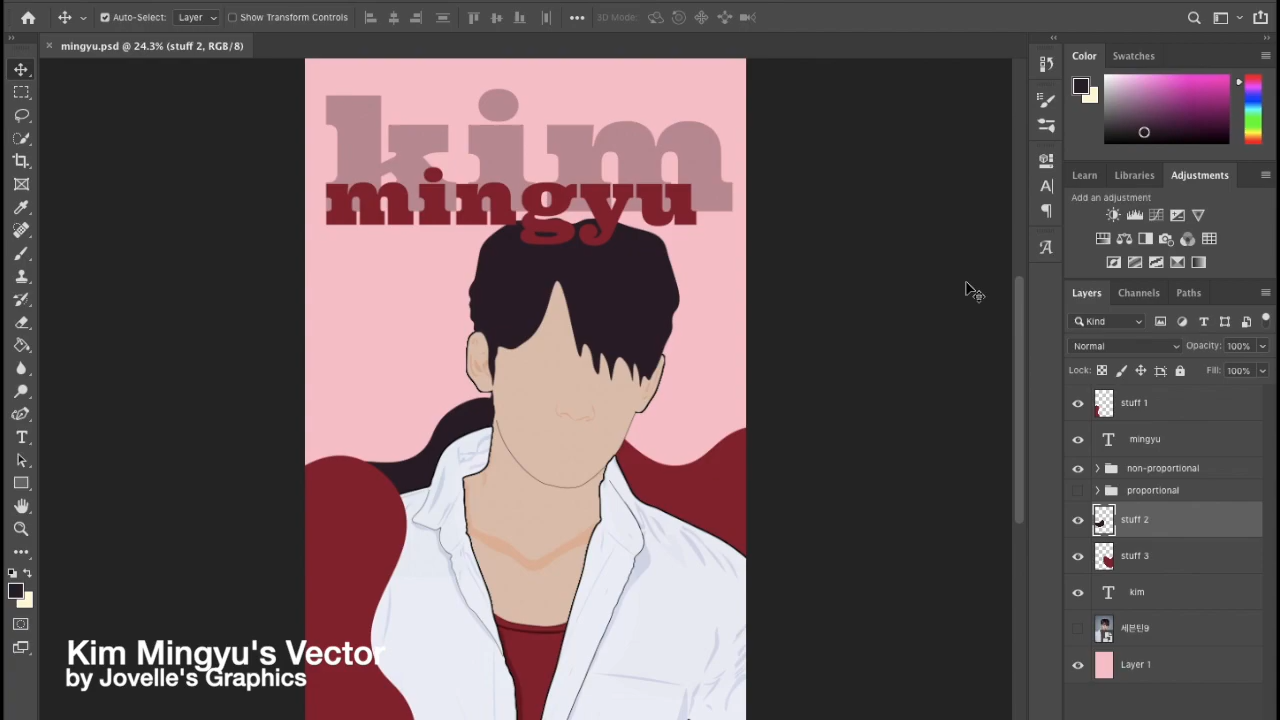 Auto-Select:
Layer
Show Transform Controls
3D Mode:
mingyu.psd @ 24.3% (stuff 2, RGB/8)
kim
mingyu
Kim Mingyu's Vector
by Jovelle's Graphics
Color
Swatches
Learn
Libraries
Adjustments
Add an adjustment
Layers
Channels
Paths
Kind
Normal
Opacity: 100%
Lock:
Fill: 100%
stuff 1
mingyu
non-proportional
proportional
stuff 2
stuff 3
kim
세븐틴9
Layer 1